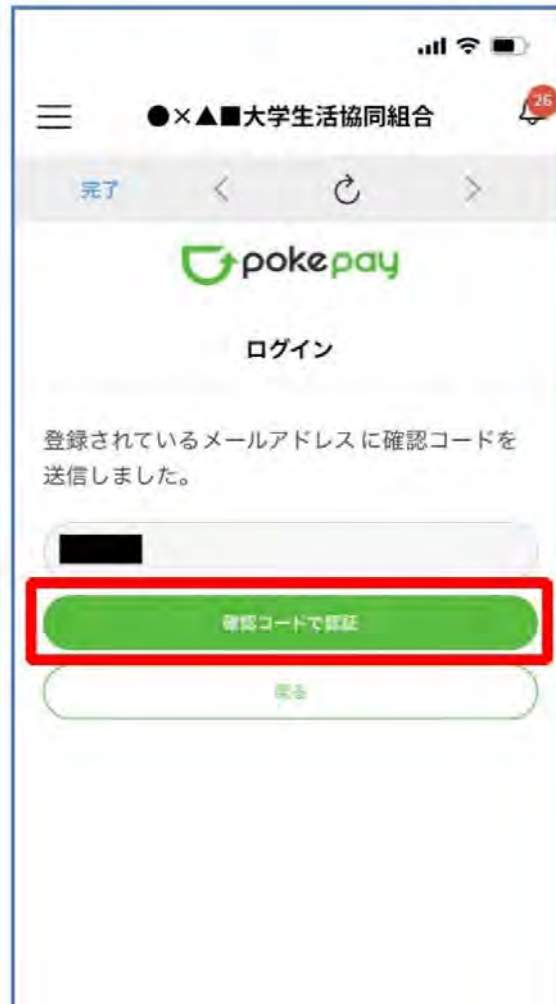 26
●×▲■大学生活協同組合
完了
pokepay
ログイン
登録されているメールアドレスに確認コードを
送信しました。
確認コードで認証
戻る